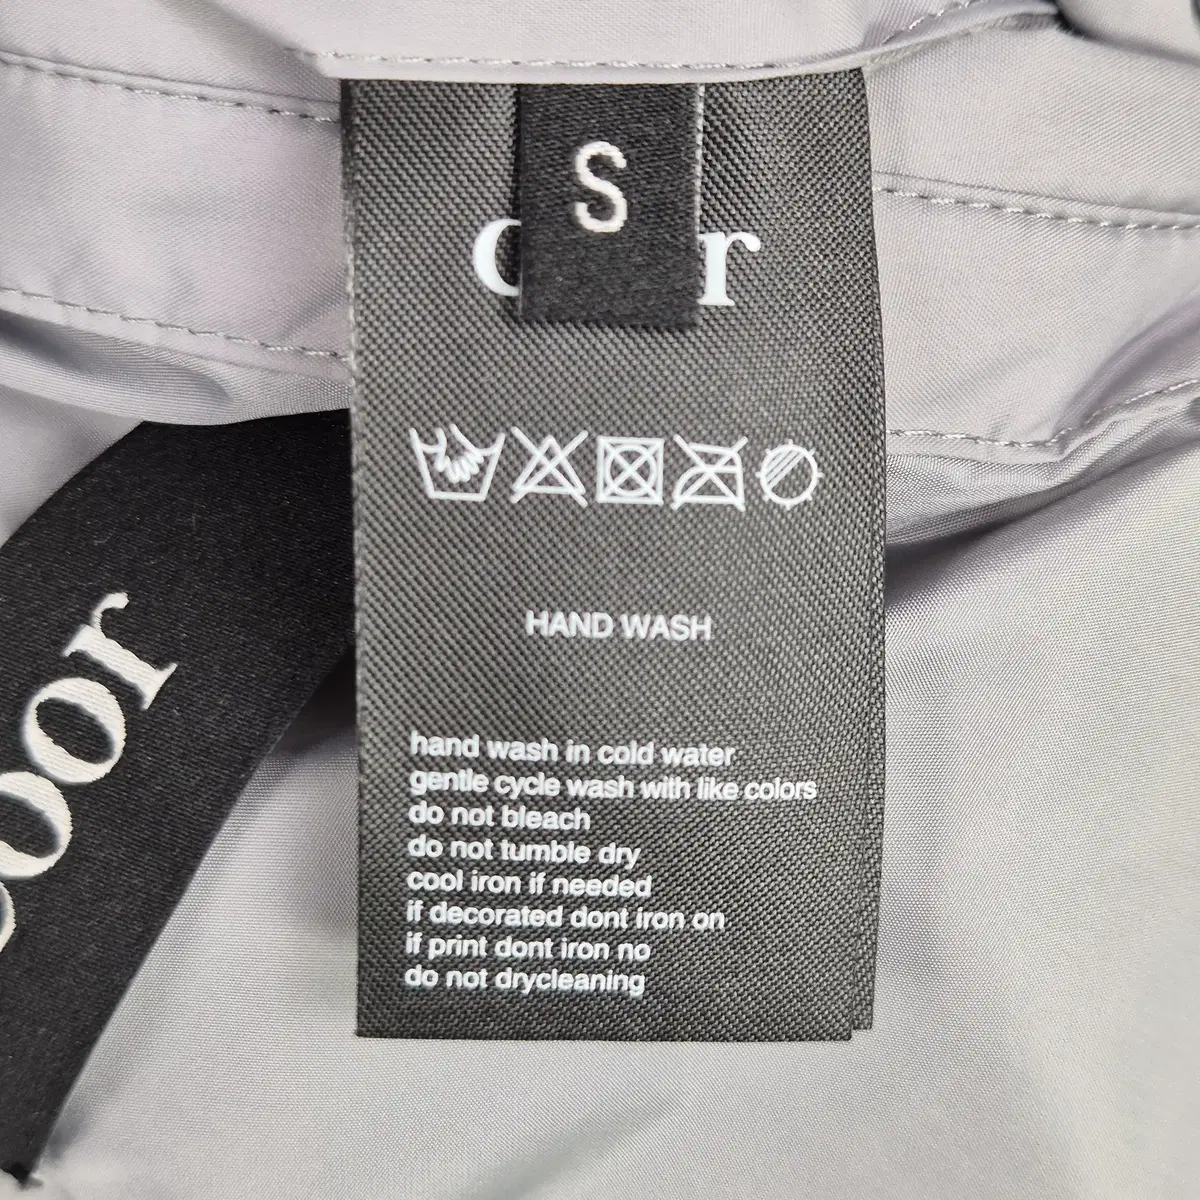 S
HAND WASH
hand wash in cold water
gentle cycle wash with like colors
do not bleach
do not tumble dry
cool iron if needed
if decorated dont iron on
if print dont iron no
do not drycleaning